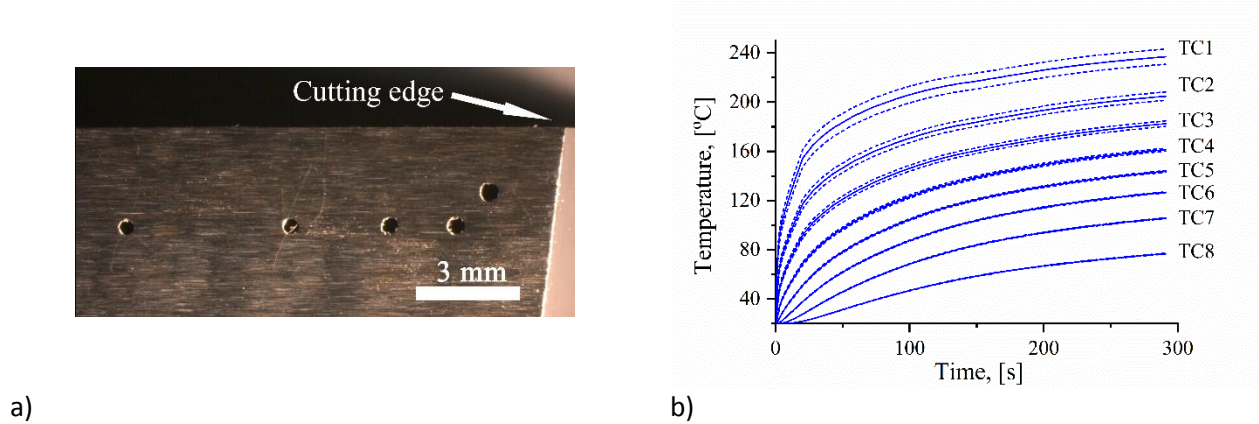 Cutting edge
3 mm
a)
240
200
160
120
80
40
0
100
200
300
Temperature, [ºC]
Time, [s]
TC1
TC2
TC3
TC4
TC5
TC6
TC7
TC8
b)